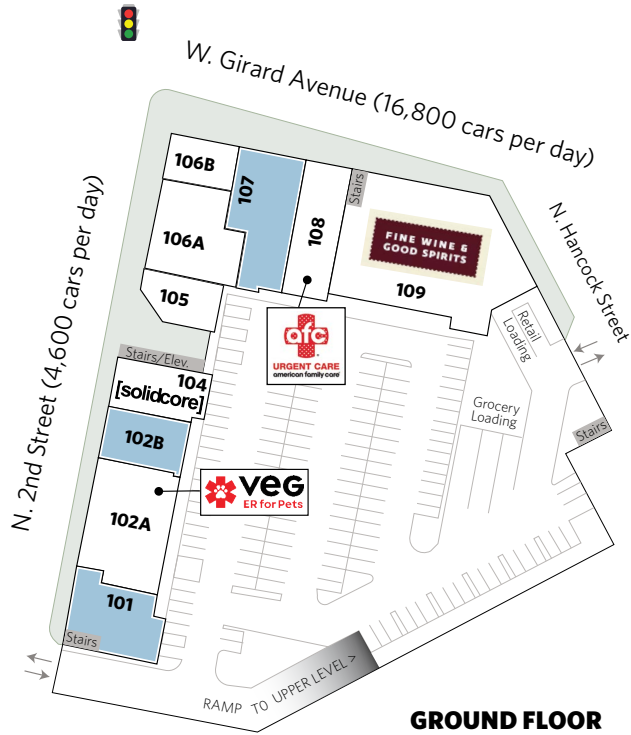 W. Girard Avenue (16,800 cars per day)
N. 2nd Street (4,600 cars per day)
N. Hancock Street
106B
107
108
Stairs
FINE WINE &
GOOD SPIRITS
109
106A
105
afc
URGENT CARE
american family care
Retail
Loading
Grocery
Loading
Stairs
Stairs/Elev.
104
[solidcore]
102B
VEG
ER for Pets
102A
101
Stairs
RAMP TO UPPER LEVEL >
GROUND FLOOR